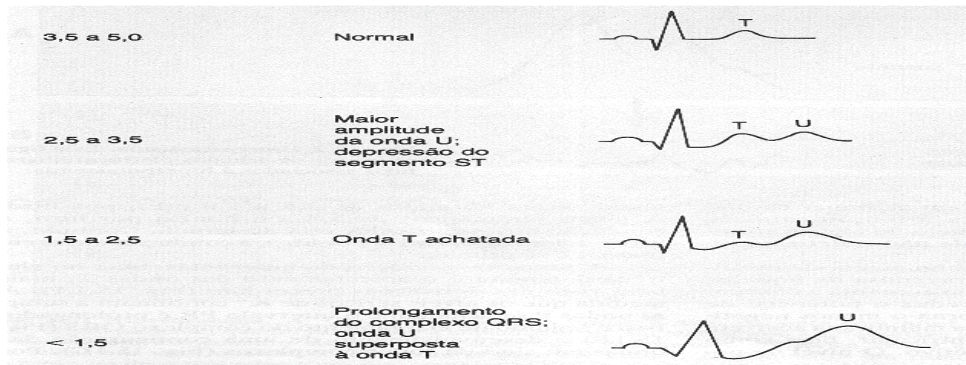 3,5 a 5,0 Normal T
2,5 a 3,5 Maior
amplitude
da onda U;
depressão do
segmento ST T U
1,5 a 2,5 Onda T achatada T U
< 1,5 Prolongamento
do complexo QRS;
onda U
superposta
à onda T U